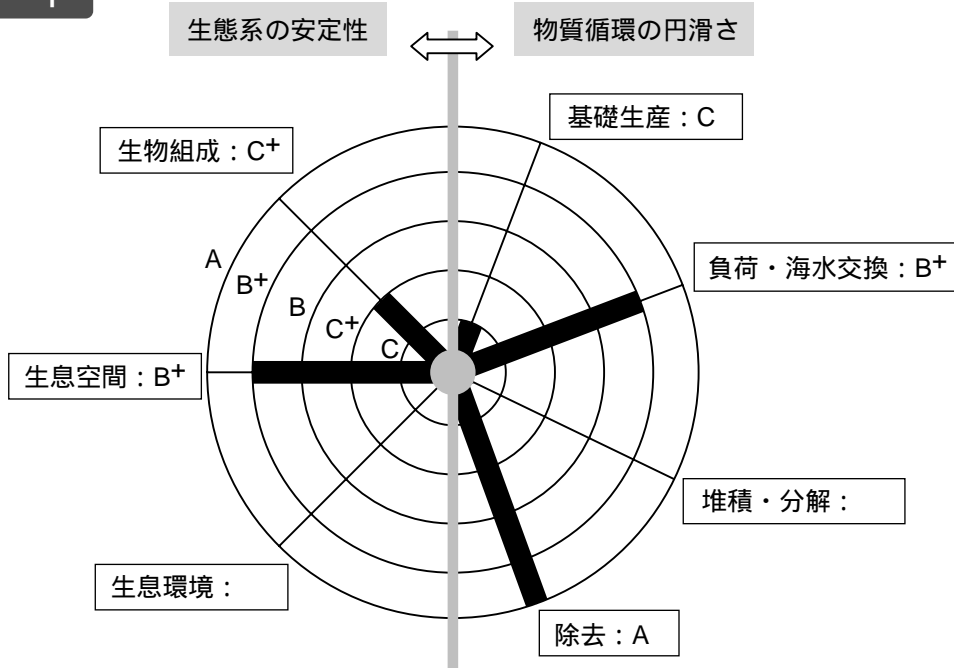 生態系の安定性
物質循環の円滑さ
基礎生産：C
生物組成：C⁺
負荷・海水交換：B⁺
A
B⁺
B
C⁺
C
生息空間：B⁺
堆積・分解：
生息環境：
除去：A